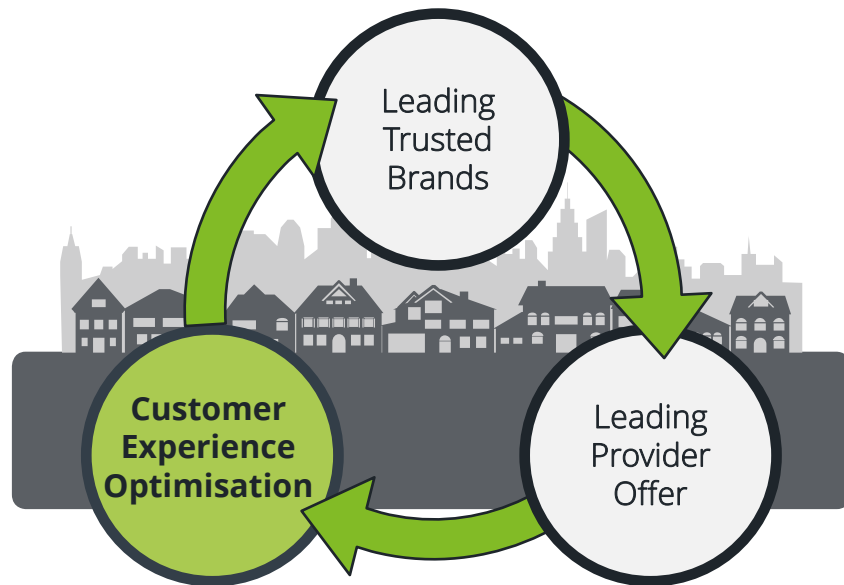 Leading
Trusted
Brands
Customer
Experience
Optimisation
Leading
Provider
Offer